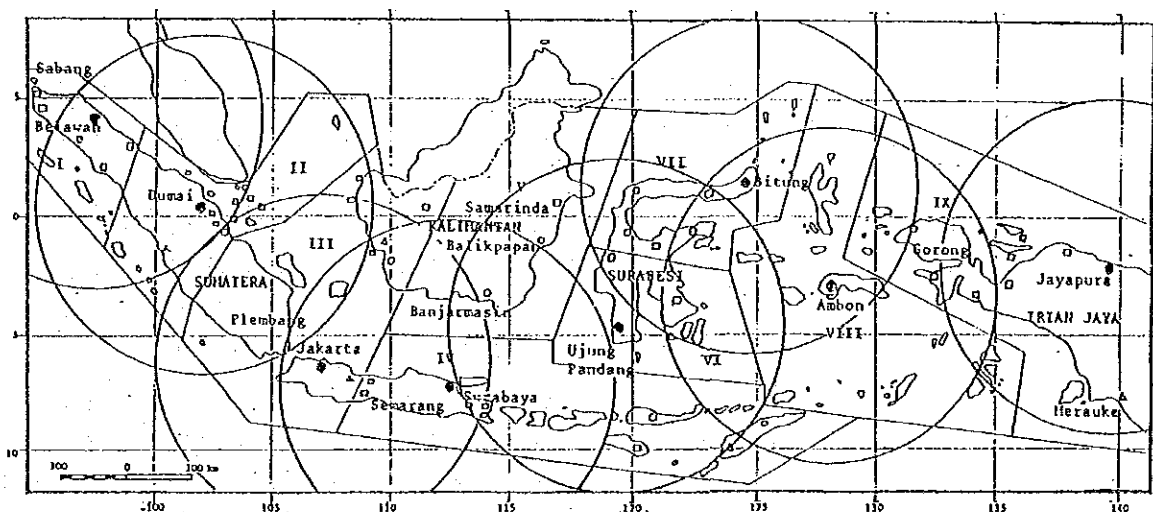 Sabang
5
Belawan
I
II
VII
Bitung
Dumai
V
Samarinda
IX
0
KALIMANTAN
Balikpapan
Gorong
III
SUMATERA
SURABESI
Jayapura
Banjarmasin
Ambon
Plembang
IRIAN JAYA
VIII
5
Jakarta
IV
Ujung
Pandang
VI
Semarang
Surabaya
Merauke
10
100 0 100 km
100 105 110 115 120 125 130 135 140